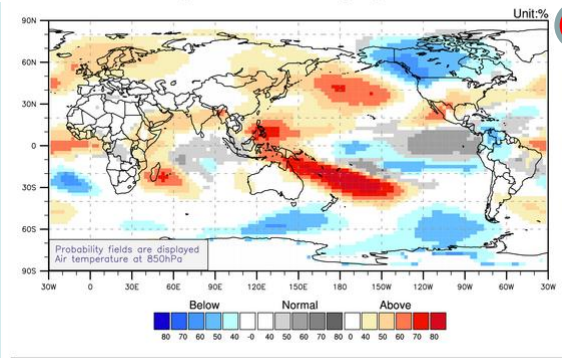 Unit:%
90N
60N
30N
0
30S
60S
90S
Probability fields are displayed
Air temperature at 850hPa
30W 0 30E 60E 90E 120E 150E 180 150W 120W 90W 60W 30W
Below Normal Above
80 70 60 50 40 -0 40 50 60 70 80 0 40 50 60 70 80